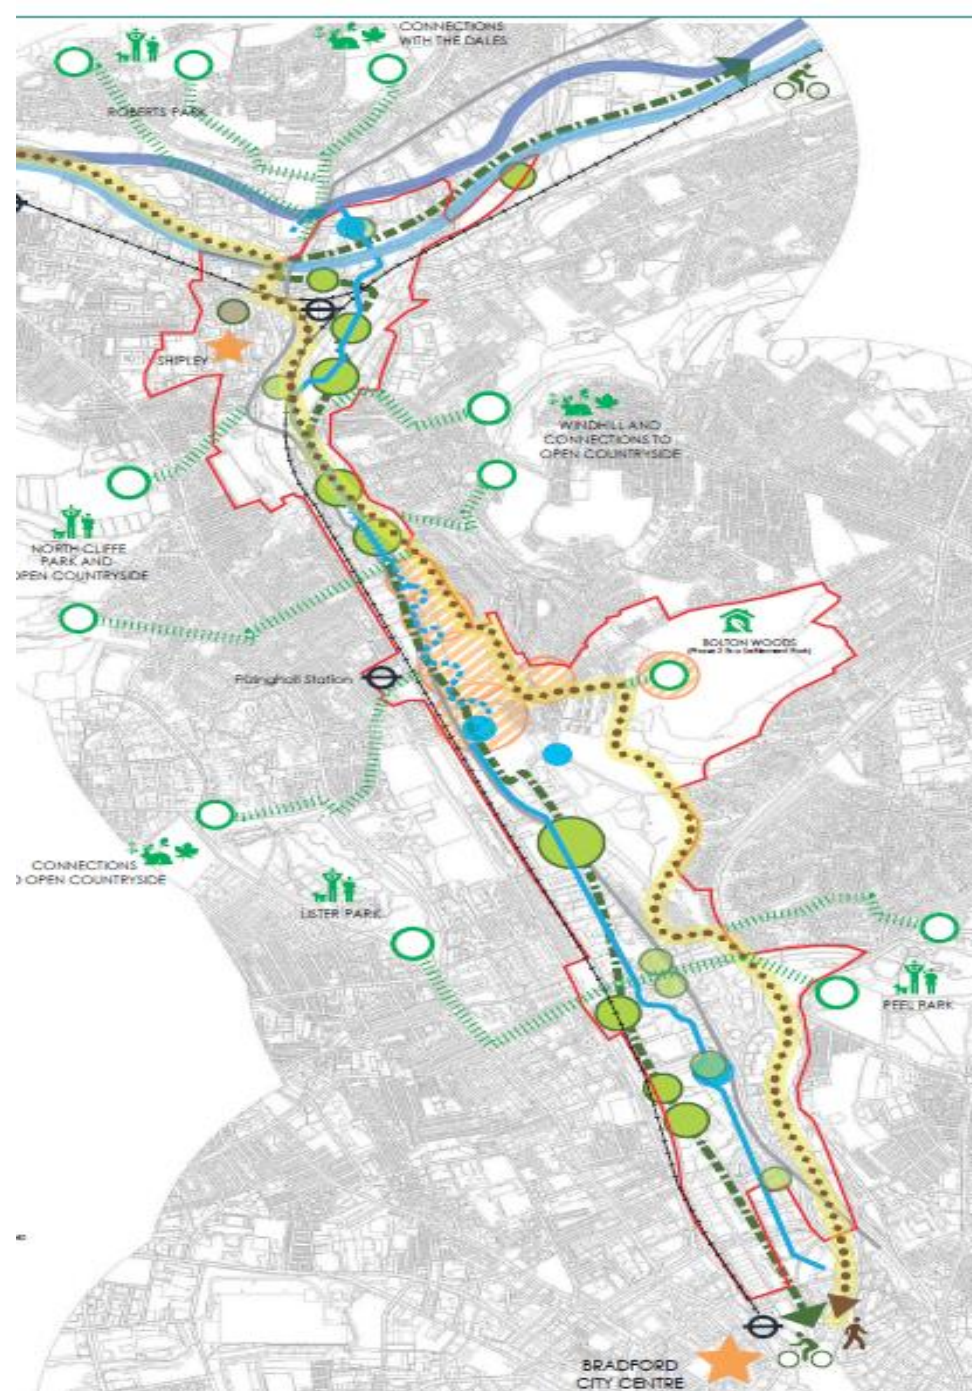 CONNECTIONS
WITH THE DALES
ROBERTS PARK
SHIPLEY
WINDHILL AND
CONNECTIONS TO
OPEN COUNTRYSIDE
NORTH CLIFFE
PARK AND
OPEN COUNTRYSIDE
BOLTON WOODS
Frizinghall Station
CONNECTIONS
O OPEN COUNTRYSIDE
LISTER PARK
PEEL PARK
BRADFORD
CITY CENTRE